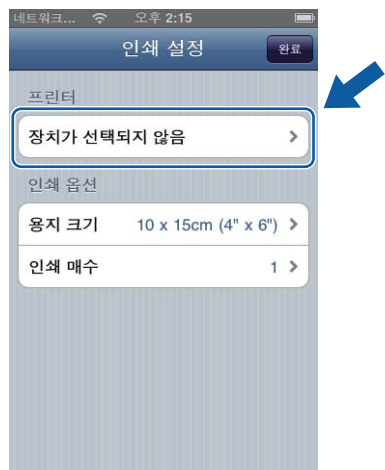 네트워크... 오후 2:15
인쇄 설정 완료
프린터
장치가 선택되지 않음
인쇄 옵션
용지 크기 10 x 15cm (4" x 6")
인쇄 매수 1